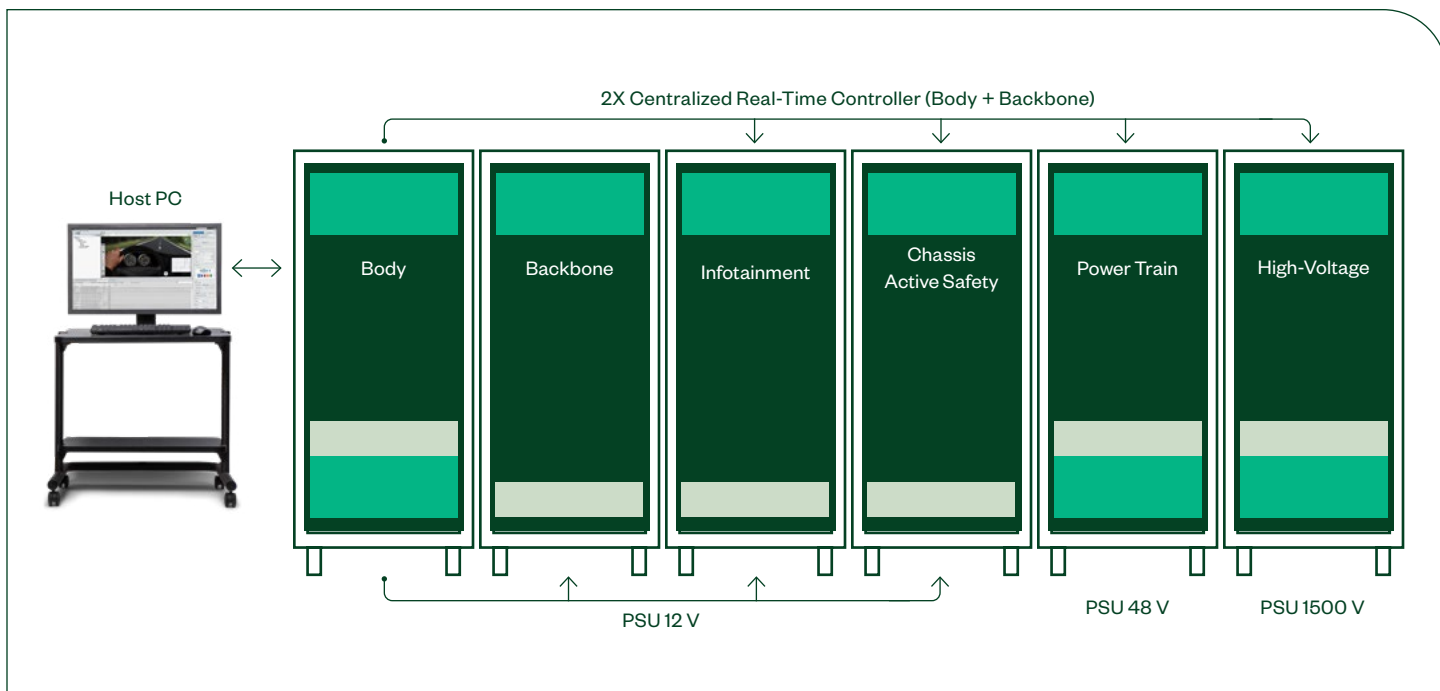 2X Centralized Real-Time Controller (Body + Backbone)
Host PC
Body
Backbone
Infotainment
Chassis
Active Safety
Power Train
High-Voltage
PSU 12 V
PSU 48 V
PSU 1500 V